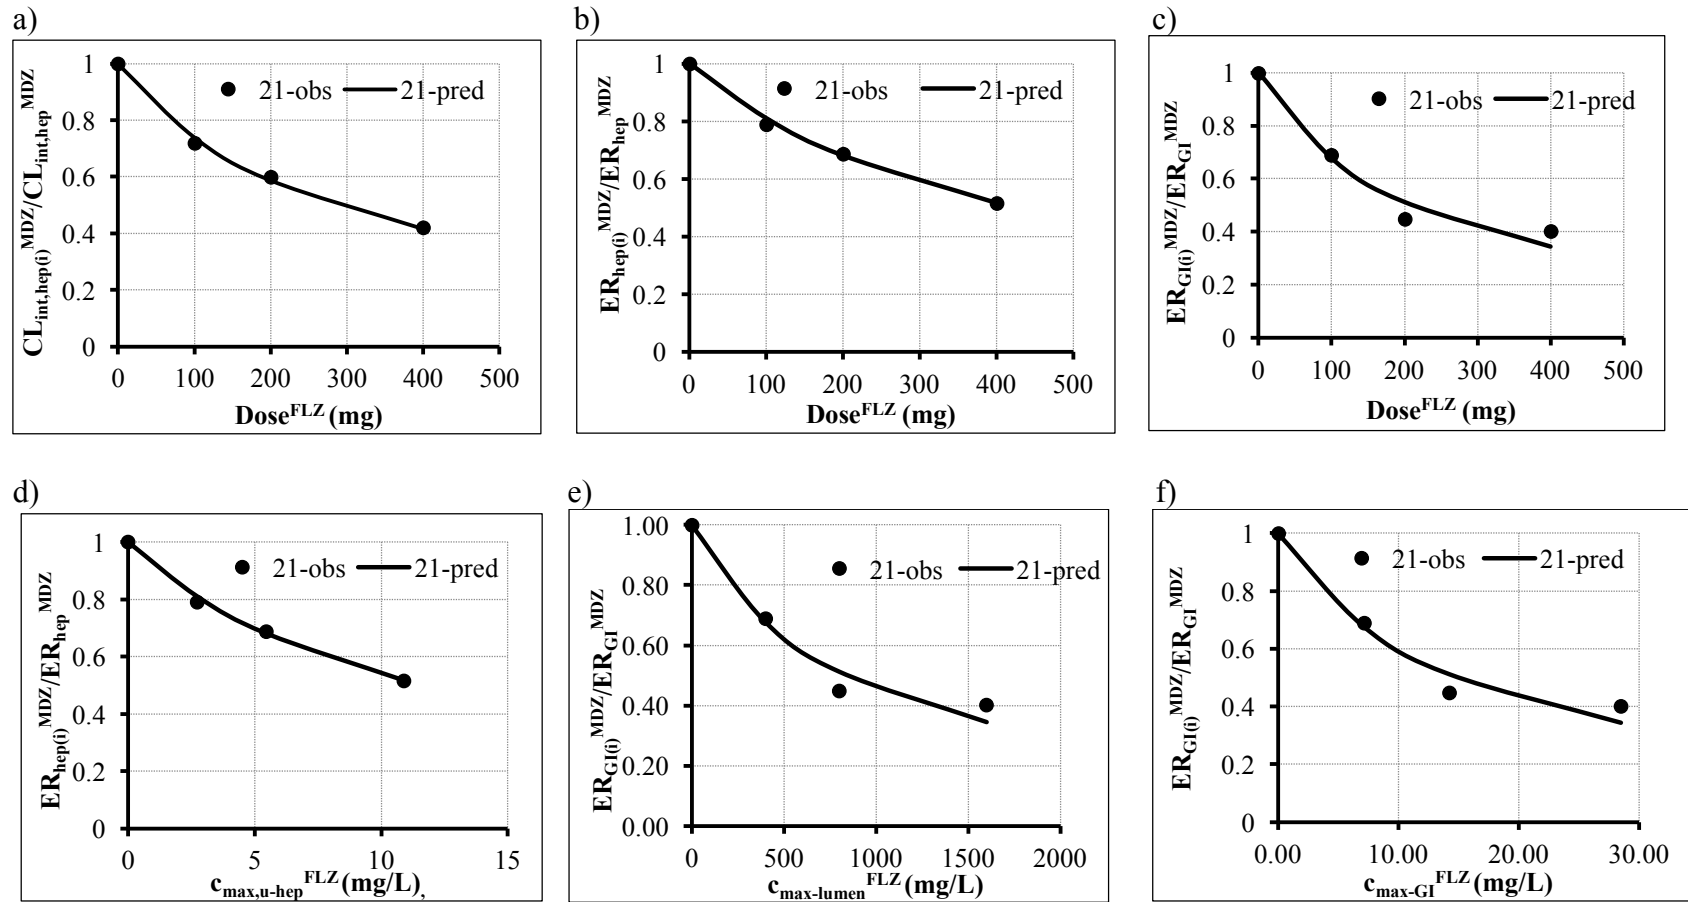 a)
CLint,hep(i)MDZ/CLint,hepMDZ
1
0.8
0.6
0.4
0.2
0
21-obs 21-pred
0 100 200 300 400 500
DoseFLZ (mg)
b)
ERhep(i)MDZ/ERhepMDZ
1
0.8
0.6
0.4
0.2
0
21-obs 21-pred
0 100 200 300 400 500
DoseFLZ (mg)
c)
ERGI(i)MDZ/ERGIMDZ
1
0.8
0.6
0.4
0.2
0
21-obs 21-pred
0 100 200 300 400 500
DoseFLZ (mg)
d)
ERhep(i)MDZ/ERhepMDZ
1
0.8
0.6
0.4
0.2
0
21-obs 21-pred
0 5 10 15
cmax,u-hepFLZ (mg/L),
e)
ERGI(i)MDZ/ERGIMDZ
1.00
0.80
0.60
0.40
0.20
0.00
21-obs 21-pred
0 500 1000 1500 2000
cmax-lumenFLZ (mg/L)
f)
ERGI(i)MDZ/ERGIMDZ
1
0.8
0.6
0.4
0.2
0
21-obs 21-pred
0.00 10.00 20.00 30.00
cmax-GIFLZ (mg/L)